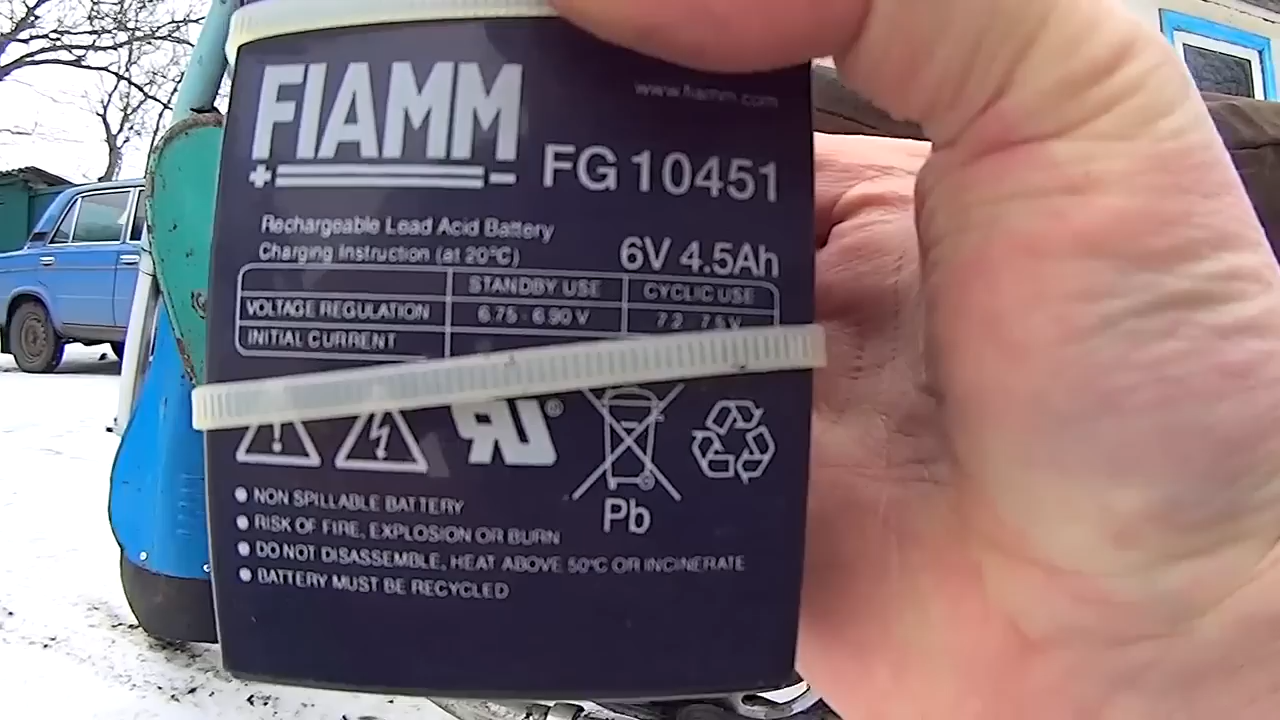 FIAMM
www.fiamm.com
+ -
FG 10451
Rechargeable Lead Acid Battery
Charging Instruction (at 20°C)
6V 4.5Ah
STANDBY USE CYCLIC USE
VOLTAGE REGULATION 6.75 - 6.90 V 7.2 7.5 V
INITIAL CURRENT
RU®
Pb
NON SPILLABLE BATTERY
RISK OF FIRE, EXPLOSION OR BURN
DO NOT DISASSEMBLE, HEAT ABOVE 50°C OR INCINERATE
BATTERY MUST BE RECYCLED